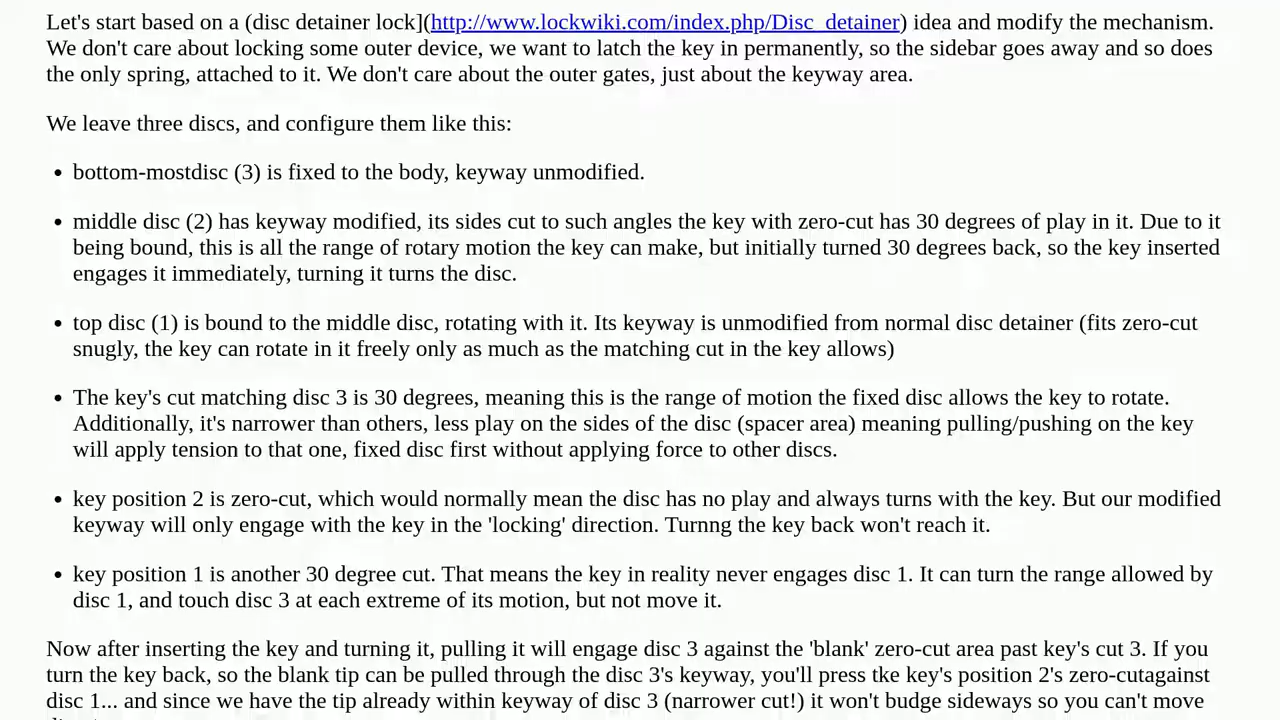 Let's start based on a (disc detainer lock](http://www.lockwiki.com/index.php/Disc_detainer) idea and modify the mechanism.
We don't care about locking some outer device, we want to latch the key in permanently, so the sidebar goes away and so does
the only spring, attached to it. We don't care about the outer gates, just about the keyway area.
We leave three discs, and configure them like this:
• bottom-mostdisc (3) is fixed to the body, keyway unmodified.
• middle disc (2) has keyway modified, its sides cut to such angles the key with zero-cut has 30 degrees of play in it. Due to it
being bound, this is all the range of rotary motion the key can make, but initially turned 30 degrees back, so the key inserted
engages it immediately, turning it turns the disc.
• top disc (1) is bound to the middle disc, rotating with it. Its keyway is unmodified from normal disc detainer (fits zero-cut
snugly, the key can rotate in it freely only as much as the matching cut in the key allows)
• The key's cut matching disc 3 is 30 degrees, meaning this is the range of motion the fixed disc allows the key to rotate.
Additionally, it's narrower than others, less play on the sides of the disc (spacer area) meaning pulling/pushing on the key
will apply tension to that one, fixed disc first without applying force to other discs.
• key position 2 is zero-cut, which would normally mean the disc has no play and always turns with the key. But our modified
keyway will only engage with the key in the 'locking' direction. Turnng the key back won't reach it.
• key position 1 is another 30 degree cut. That means the key in reality never engages disc 1. It can turn the range allowed by
disc 1, and touch disc 3 at each extreme of its motion, but not move it.
Now after inserting the key and turning it, pulling it will engage disc 3 against the 'blank' zero-cut area past key's cut 3. If you
turn the key back, so the blank tip can be pulled through the disc 3's keyway, you'll press tke key's position 2's zero-cutagainst
disc 1... and since we have the tip already within keyway of disc 3 (narrower cut!) it won't budge sideways so you can't move